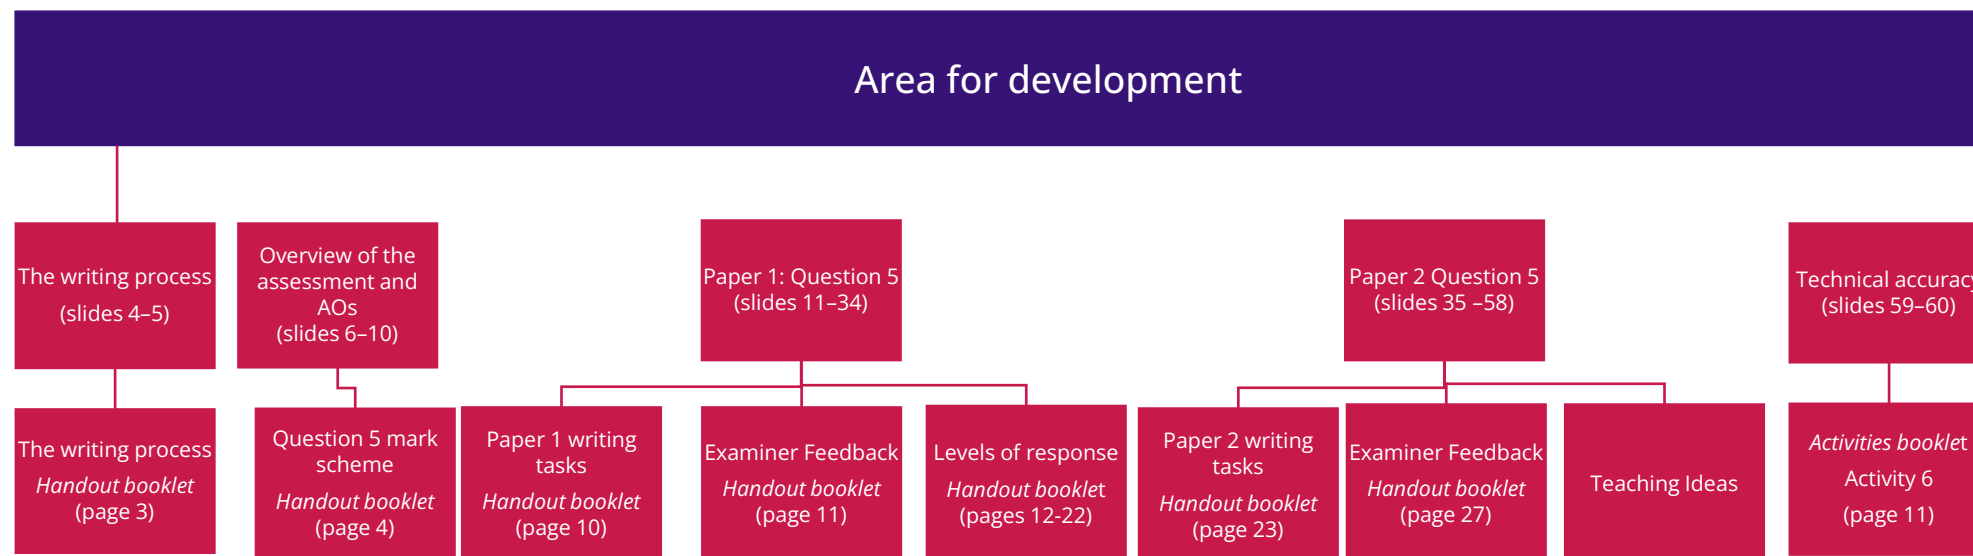 Area for development
The writing process
(slides 4–5)
Overview of the
assessment and
AOs
(slides 6–10)
Paper 1: Question 5
(slides 11–34)
Paper 2 Question 5
(slides 35 –58)
Technical accuracy
(slides 59–60)
The writing process
Handout booklet
(page 3)
Question 5 mark
scheme
Handout booklet
(page 4)
Paper 1 writing
tasks
Handout booklet
(page 10)
Examiner Feedback
Handout booklet
(page 11)
Levels of response
Handout booklet
(pages 12-22)
Paper 2 writing
tasks
Handout booklet
(page 23)
Examiner Feedback
Handout booklet
(page 27)
Teaching Ideas
Activities booklet
Activity 6
(page 11)